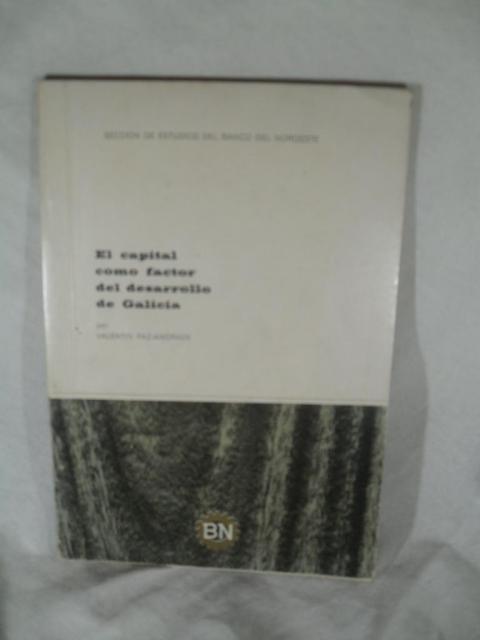 SECCION DE ESTUDIOS DEL BANCO DEL NOROESTE
El capital
como factor
del desarrollo
de Galicia
por
VALENTIN PAZ-ANDRADE
BN